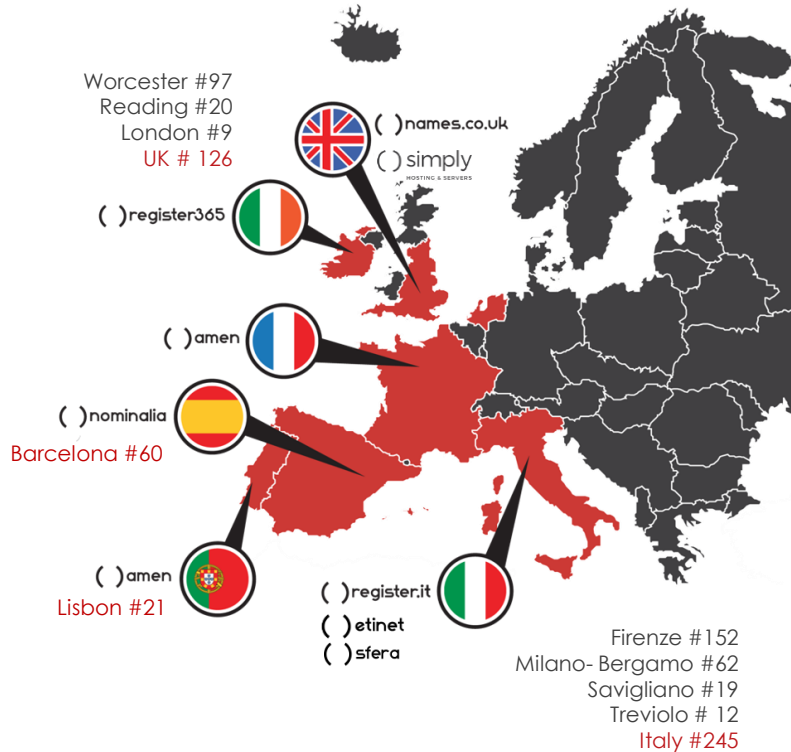 Worcester #97
Reading #20
London #9
UK # 126
( ) names.co.uk
( ) simply
HOSTING & SERVERS
( ) register365
( ) amen
( ) nominalia
Barcelona #60
( ) amen
Lisbon #21
( ) register.it
( ) etinet
( ) sfera
Firenze #152
Milano- Bergamo #62
Savigliano #19
Treviolo # 12
Italy #245